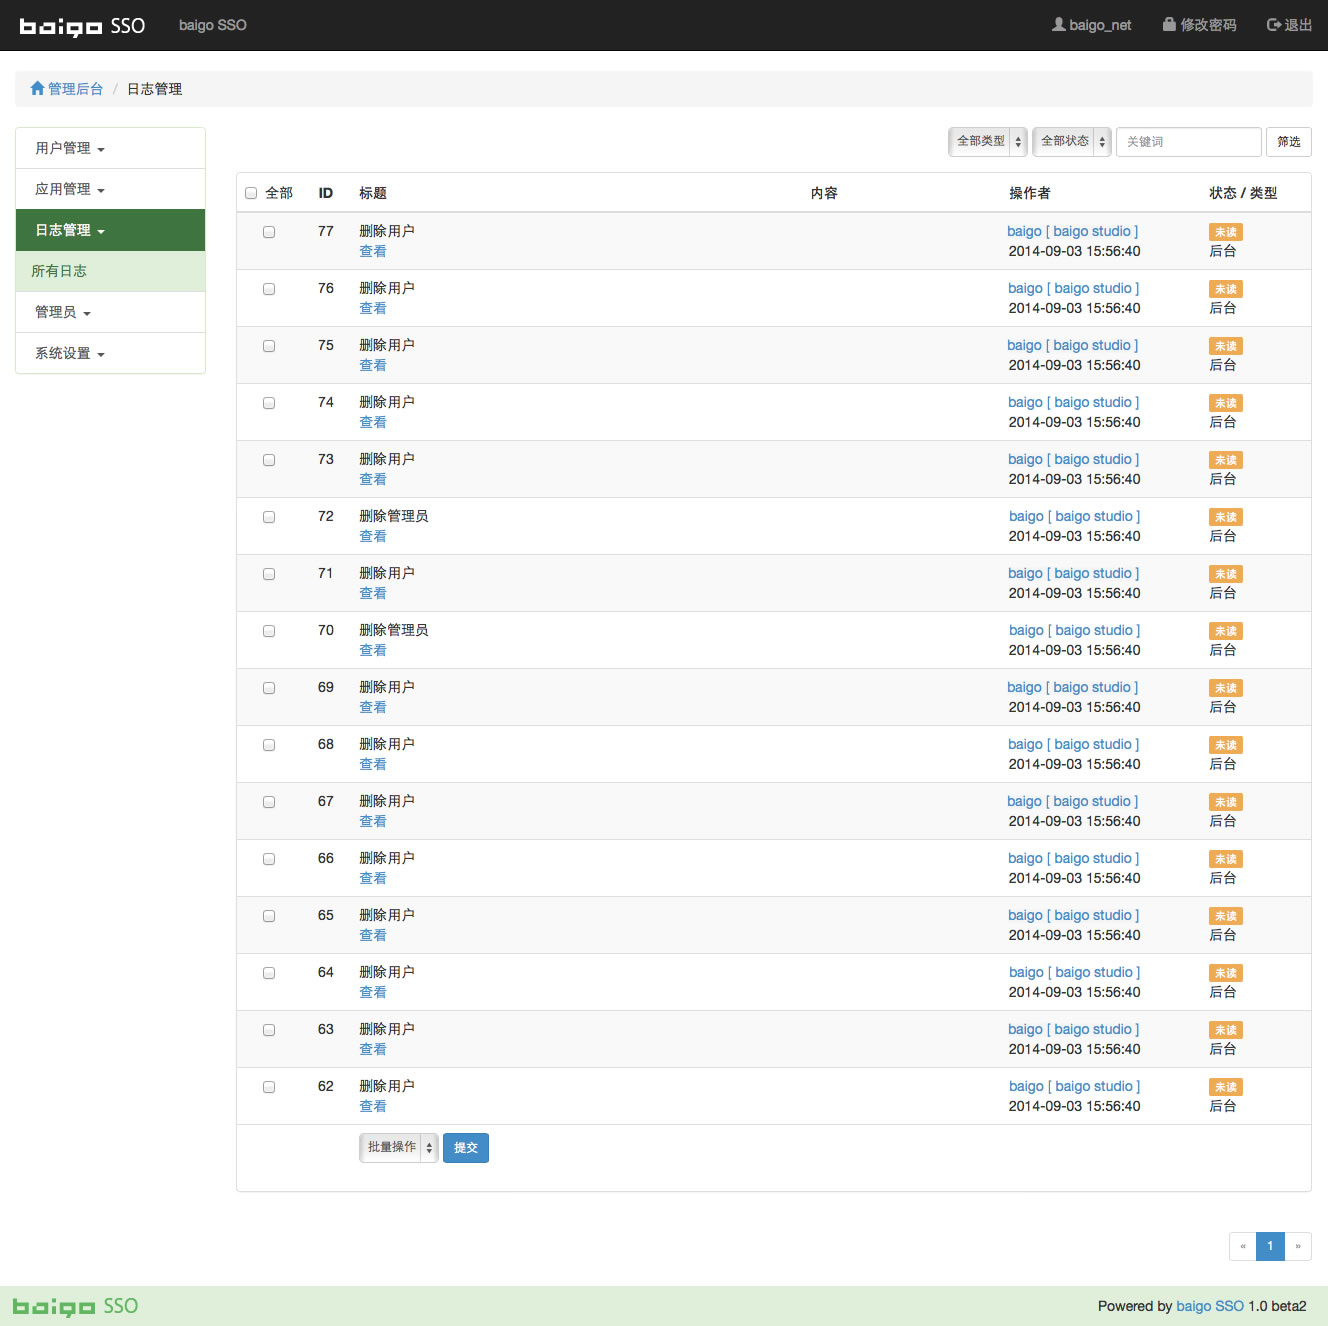 baigo SSO baigo SSO baigo_net 修改密码 退出
管理后台 / 日志管理
用户管理
应用管理
日志管理
所有日志
管理员
系统设置
全部类型 全部状态 关键词 筛选
全部 ID 标题 内容 操作者 状态 / 类型
77 删除用户 baigo [ baigo studio ] 未读
查看 2014-09-03 15:56:40 后台
76 删除用户 baigo [ baigo studio ] 未读
查看 2014-09-03 15:56:40 后台
75 删除用户 baigo [ baigo studio ] 未读
查看 2014-09-03 15:56:40 后台
74 删除用户 baigo [ baigo studio ] 未读
查看 2014-09-03 15:56:40 后台
73 删除用户 baigo [ baigo studio ] 未读
查看 2014-09-03 15:56:40 后台
72 删除管理员 baigo [ baigo studio ] 未读
查看 2014-09-03 15:56:40 后台
71 删除用户 baigo [ baigo studio ] 未读
查看 2014-09-03 15:56:40 后台
70 删除管理员 baigo [ baigo studio ] 未读
查看 2014-09-03 15:56:40 后台
69 删除用户 baigo [ baigo studio ] 未读
查看 2014-09-03 15:56:40 后台
68 删除用户 baigo [ baigo studio ] 未读
查看 2014-09-03 15:56:40 后台
67 删除用户 baigo [ baigo studio ] 未读
查看 2014-09-03 15:56:40 后台
66 删除用户 baigo [ baigo studio ] 未读
查看 2014-09-03 15:56:40 后台
65 删除用户 baigo [ baigo studio ] 未读
查看 2014-09-03 15:56:40 后台
64 删除用户 baigo [ baigo studio ] 未读
查看 2014-09-03 15:56:40 后台
63 删除用户 baigo [ baigo studio ] 未读
查看 2014-09-03 15:56:40 后台
62 删除用户 baigo [ baigo studio ] 未读
查看 2014-09-03 15:56:40 后台
批量操作 提交
« 1 »
baigo SSO Powered by baigo SSO 1.0 beta2